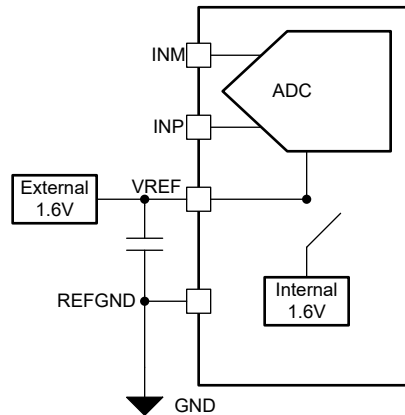 INM
ADC
INP
External
1.6V
VREF
Internal
1.6V
REFGND
GND